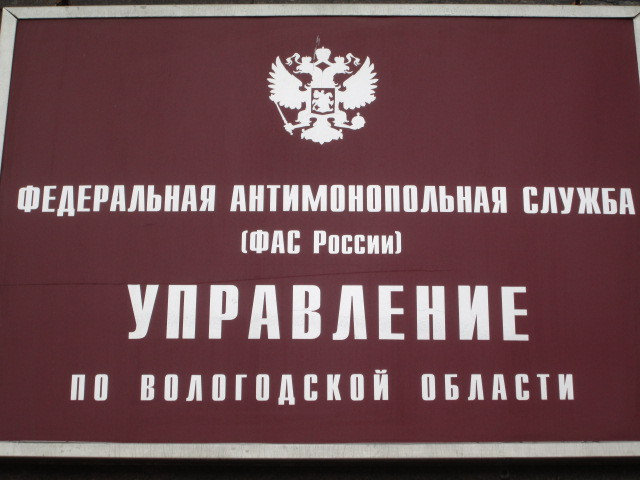 ФЕДЕРАЛЬНАЯ АНТИМОНОПОЛЬНАЯ СЛУЖБА
(ФАС России)
УПРАВЛЕНИЕ
ПО ВОЛОГОДСКОЙ ОБЛАСТИ